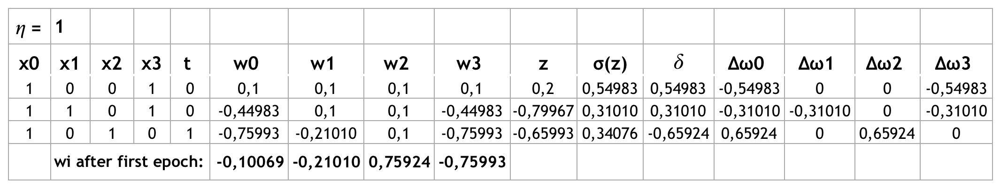 η = 1
x0 x1 x2 x3 t w0 w1 w2 w3 z σ(z) δ Δω0 Δω1 Δω2 Δω3
1 0 0 1 0 0,1 0,1 0,1 0,1 0,2 0,54983 0,54983 -0,54983 0 0 -0,54983
1 1 0 1 0 -0,44983 0,1 0,1 -0,44983 -0,79967 0,31010 0,31010 -0,31010 -0,31010 0 -0,31010
1 0 1 0 1 -0,75993 -0,21010 0,1 -0,75993 -0,65993 0,34076 -0,65924 0,65924 0 0,65924 0
wi after first epoch: -0,10069 -0,21010 0,75924 -0,75993